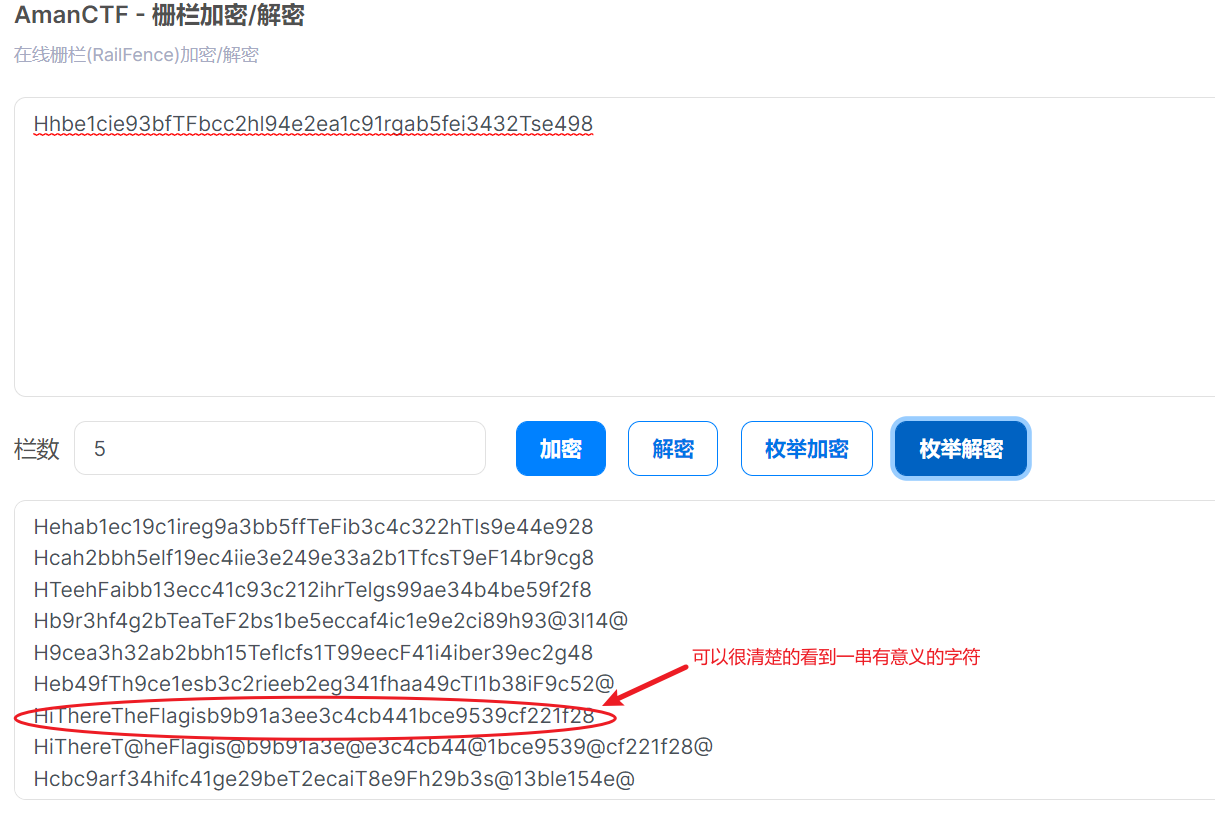 AmanCTF - 栅栏加密/解密
在线栅栏(RailFence)加密/解密
Hhbe1cie93bfTFbcc2hl94e2ea1c91rgab5fei3432Tse498
栏数 5 加密 解密 枚举加密 枚举解密
Hehab1ec19c1ireg9a3bb5ffTeFib3c4c322hTls9e44e928
Hcah2bbh5elf19ec4iie3e249e33a2b1TfcsT9eF14br9cg8
HTeehFaibb13ecc41c93c212ihrTelgs99ae34b4be59f2f8
Hb9r3hf4g2bTeaTeF2bs1be5eccaf4ic1e9e2ci89h93@3l14@
H9cea3h32ab2bbh15Teflcfs1T99eecF41i4iber39ec2g48
Heb49fTh9ce1esb3c2rieeb2eg341fhaa49cTl1b38iF9c52@
可以很清楚的看到一串有意义的字符
HiThereTheFlagisb9b91a3ee3c4cb441bce9539cf221f28
HiThereT@heFlagis@b9b91a3e@e3c4cb44@1bce9539@cf221f28@
Hcbc9arf34hifc41ge29beT2ecaiT8e9Fh29b3s@13ble154e@